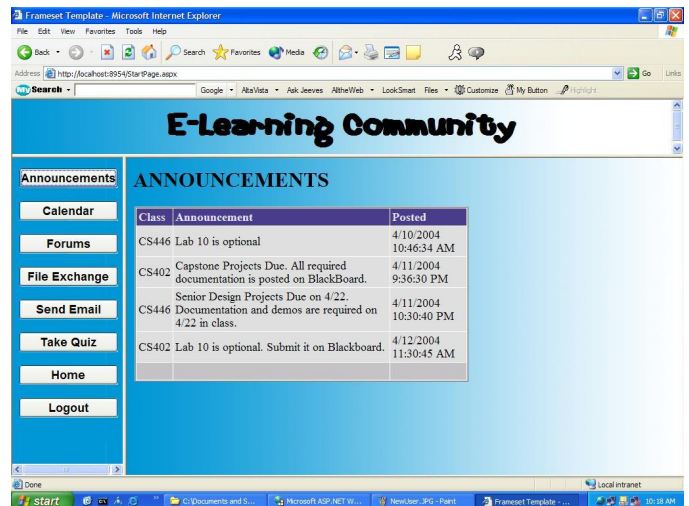 Frameset Template - Microsoft Internet Explorer
File Edit View Favorites Tools Help
Back Search Favorites Media
Address http://localhost:8954/StartPage.aspx Go Links
My Search Google AltaVista Ask Jeeves AlltheWeb LookSmart Files Customize My Button Highlight
E-Learning Community
Announcements
Calendar
Forums
File Exchange
Send Email
Take Quiz
Home
Logout
ANNOUNCEMENTS
Class Announcement Posted
CS446 Lab 10 is optional 4/10/2004
10:46:34 AM
CS402 Capstone Projects Due. All required 4/11/2004
documentation is posted on BlackBoard. 9:36:30 PM
Senior Design Projects Due on 4/22.
CS446 Documentation and demos are required on 4/11/2004
4/22 in class. 10:30:40 PM
CS402 Lab 10 is optional. Submit it on Blackboard. 4/12/2004
11:30:45 AM
Done Local intranet
start C:\Documents and S... Microsoft ASP.NET W... NewUser.JPG - Paint Frameset Template - ... 10:18 AM